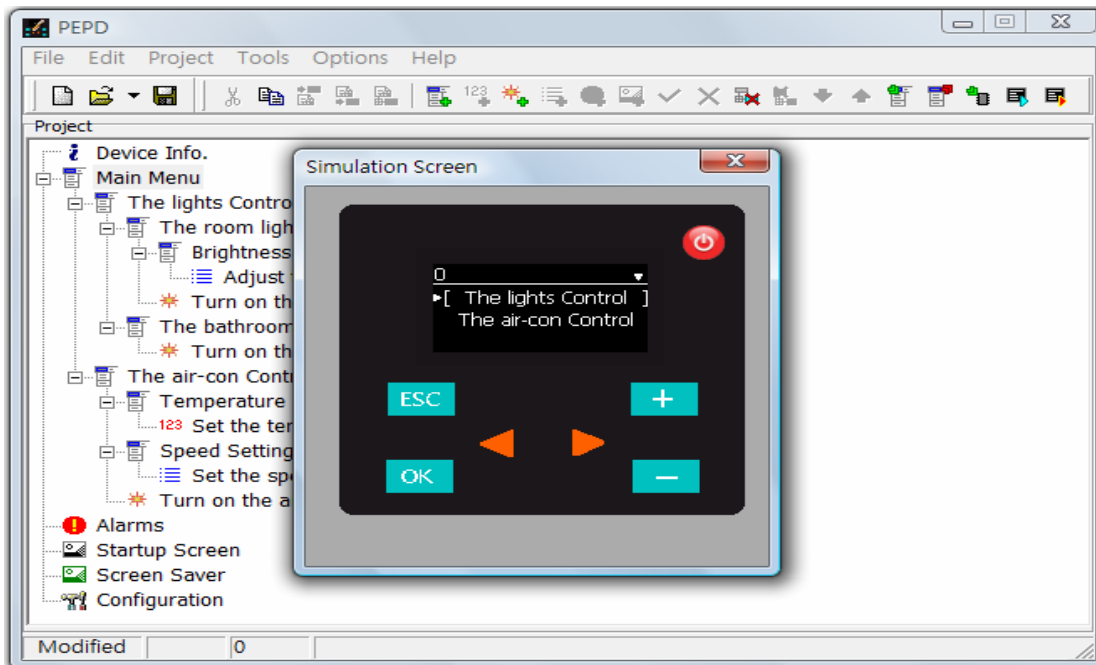 PEPD
File Edit Project Tools Options Help
Project
Device Info.
Main Menu
The lights Contro
The room ligh
Brightness
Adjust
Turn on th
The bathroom
Turn on th
The air-con Cont
Temperature
123 Set the ter
Speed Setting
Set the sp
Turn on the a
Alarms
Startup Screen
Screen Saver
Configuration
Simulation Screen
0
[ The lights Control ]
The air-con Control
ESC +
OK −
Modified 0